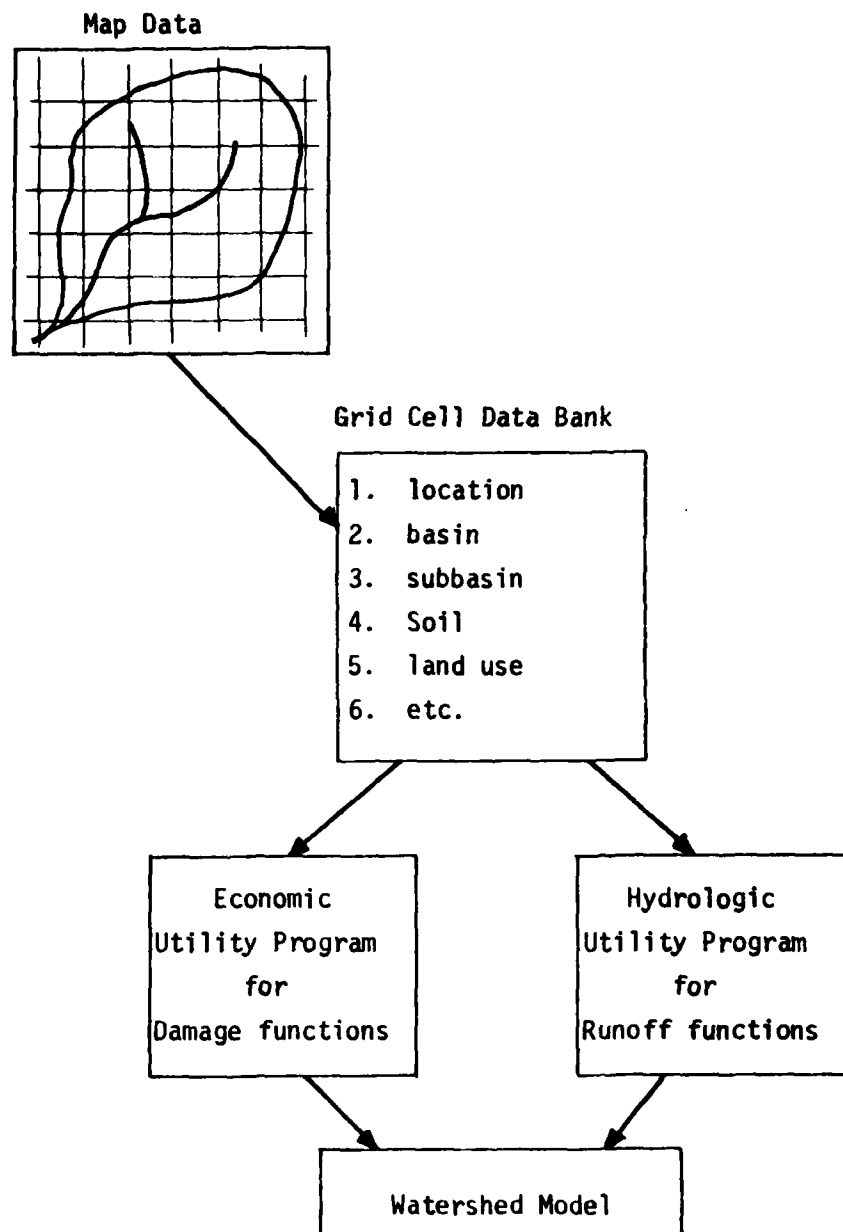 Map Data
Grid Cell Data Bank
1. location
2. basin
3. subbasin
4. Soil
5. land use
6. etc.
Economic
Utility Program
for
Damage functions
Hydrologic
Utility Program
for
Runoff functions
Watershed Model